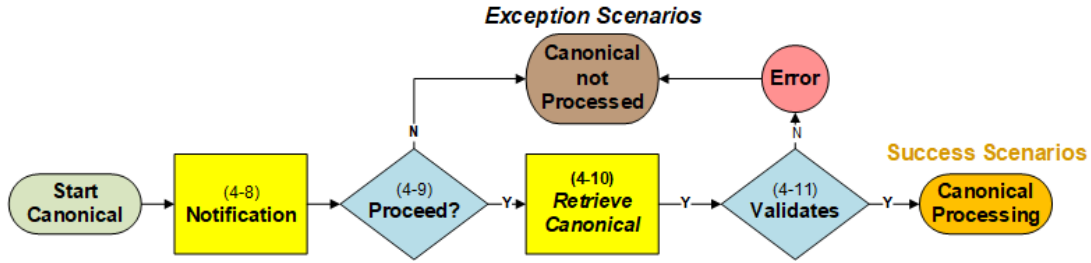 Exception Scenarios
Canonical
not
Processed
Error
N
N
Success Scenarios
Start
Canonical
(4-8)
Notification
(4-9)
Proceed?
Y
(4-10)
Retrieve
Canonical
Y
(4-11)
Validates
Y
Canonical
Processing